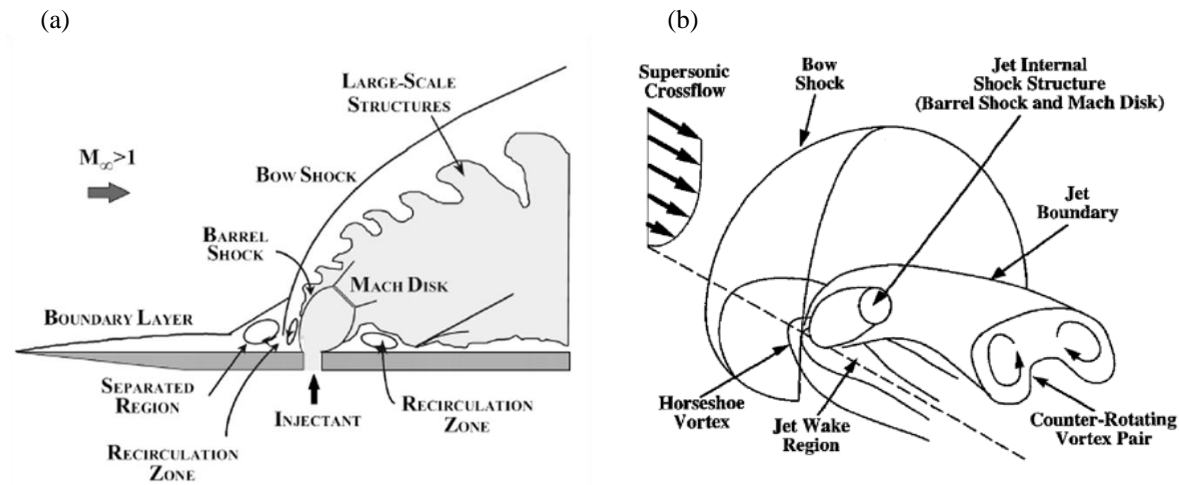 (a)
LARGE-SCALE
STRUCTURES
M∞>1
BOW SHOCK
BARREL
SHOCK
MACH DISK
BOUNDARY LAYER
SEPARATED
REGION
INJECTANT
RECIRCULATION
ZONE
RECIRCULATION
ZONE
(b)
Supersonic
Crossflow
Bow
Shock
Jet Internal
Shock Structure
(Barrel Shock and Mach Disk)
Jet
Boundary
Horseshoe
Vortex
Jet Wake
Region
Counter-Rotating
Vortex Pair